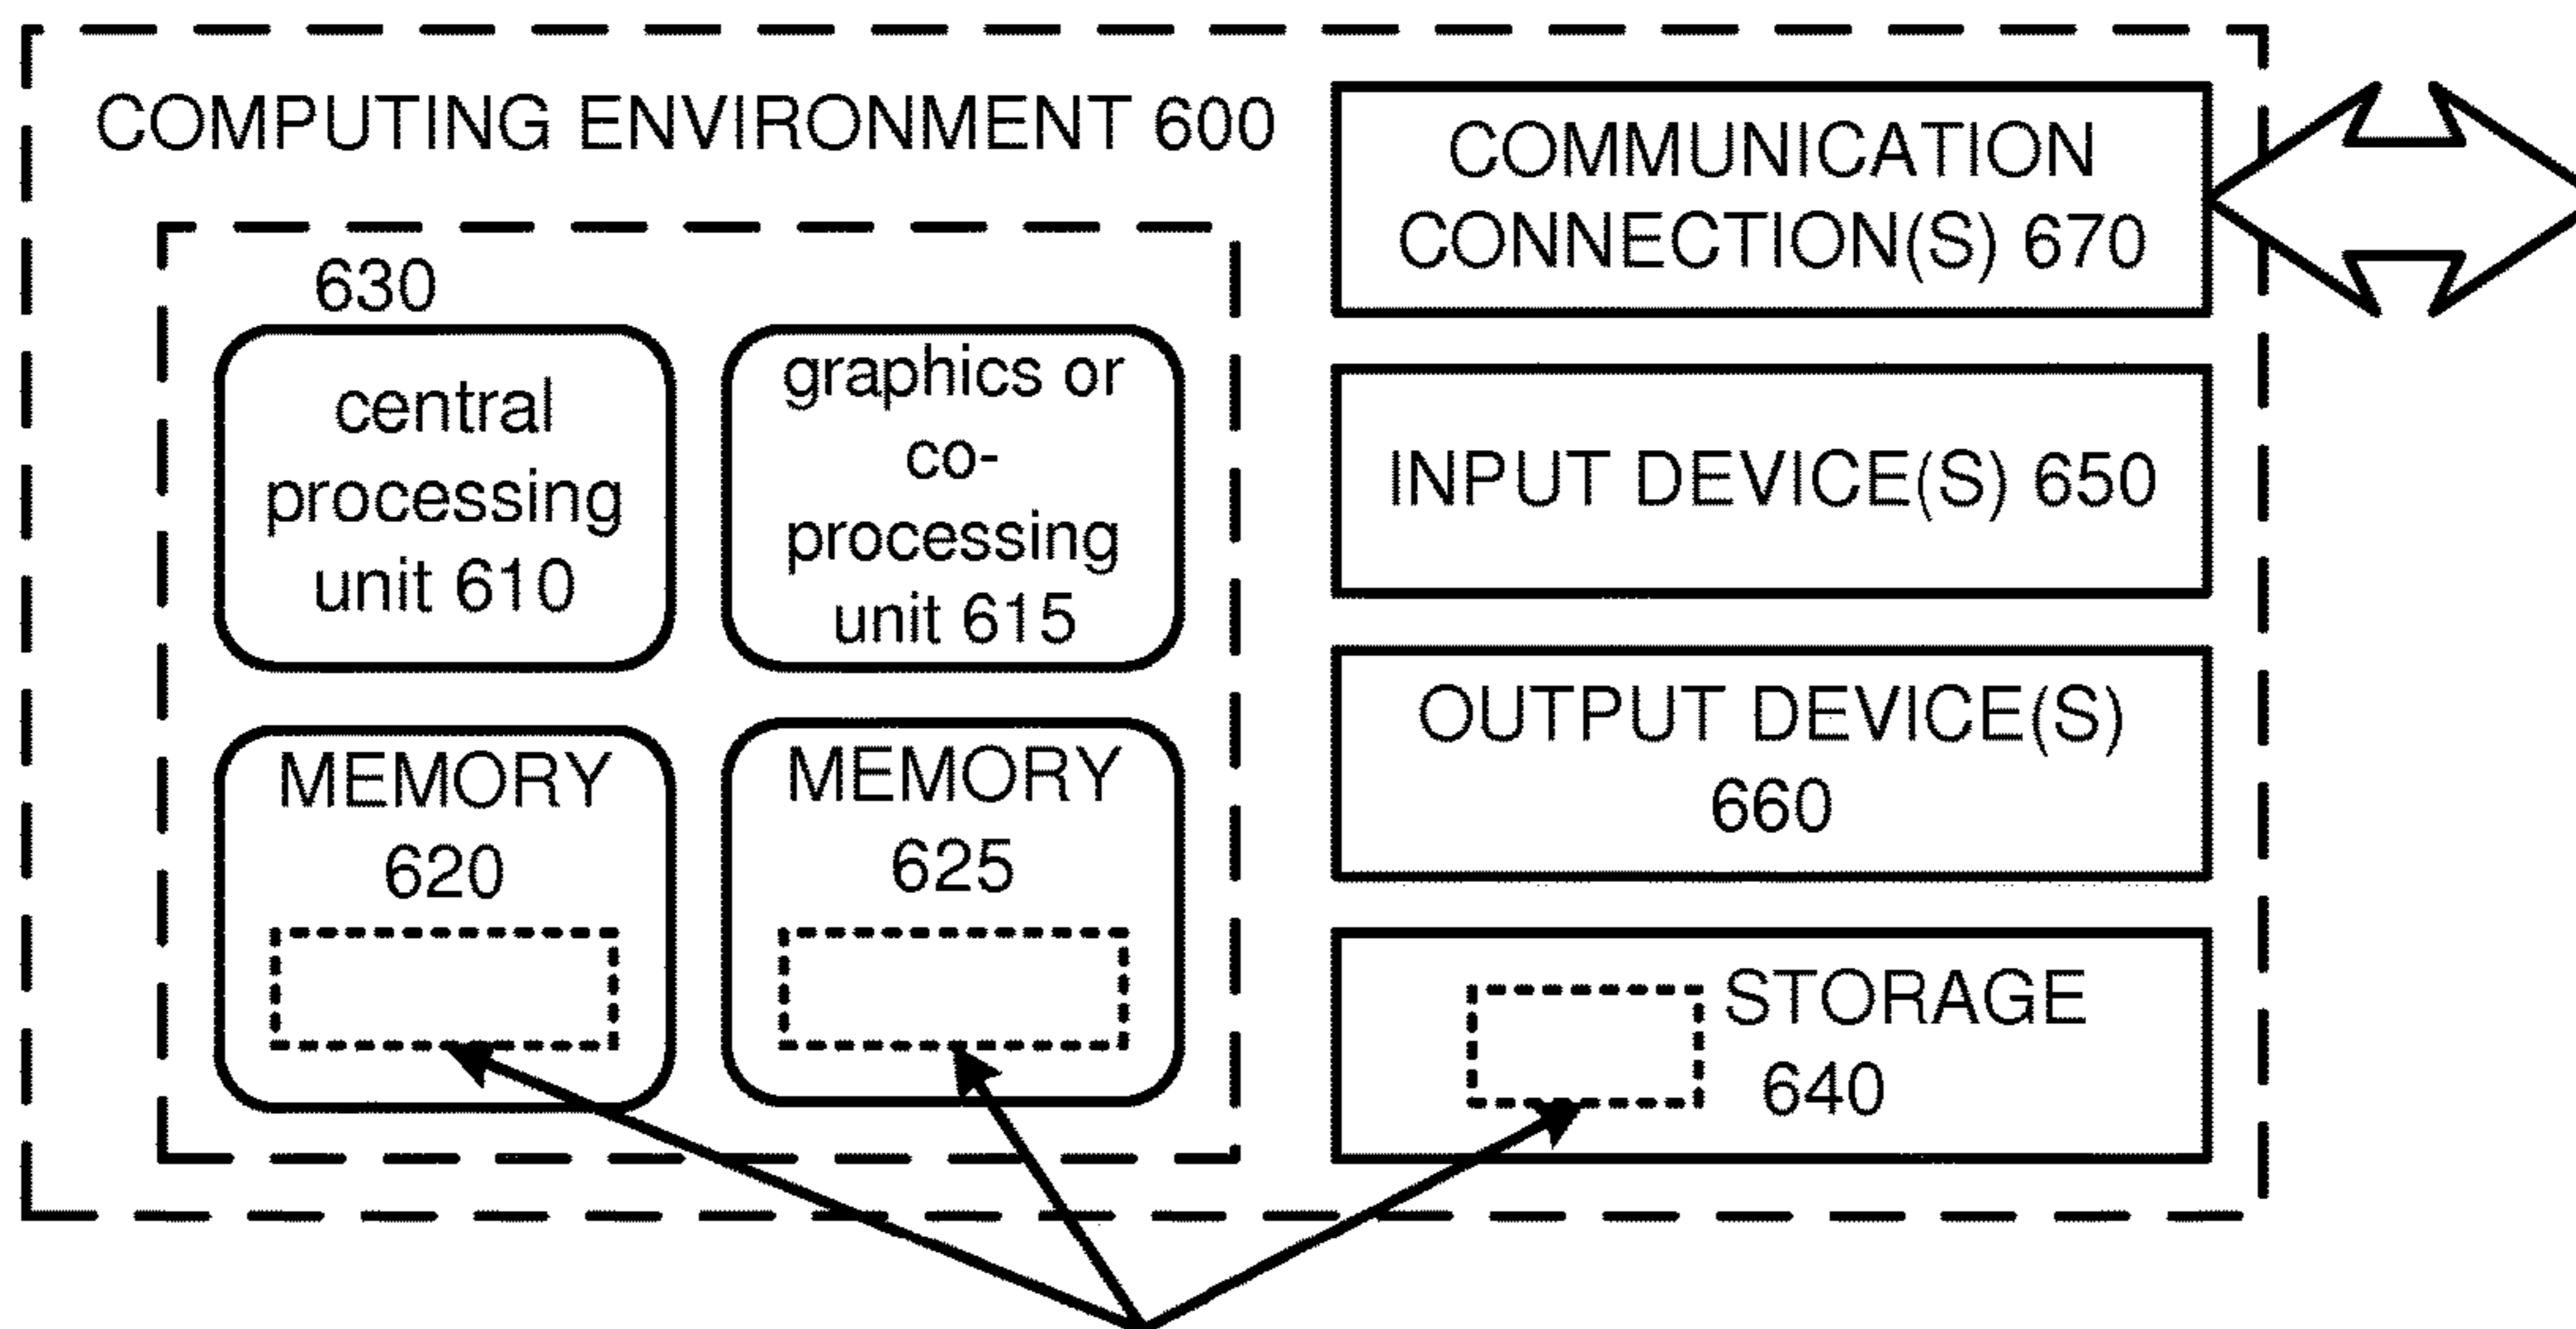 COMPUTING ENVIRONMENT 600
630
central
processing
unit 610
graphics or
co-
processing
unit 615
MEMORY
620
MEMORY
625
COMMUNICATION
CONNECTION(S) 670
INPUT DEVICE(S) 650
OUTPUT DEVICE(S)
660
STORAGE
640